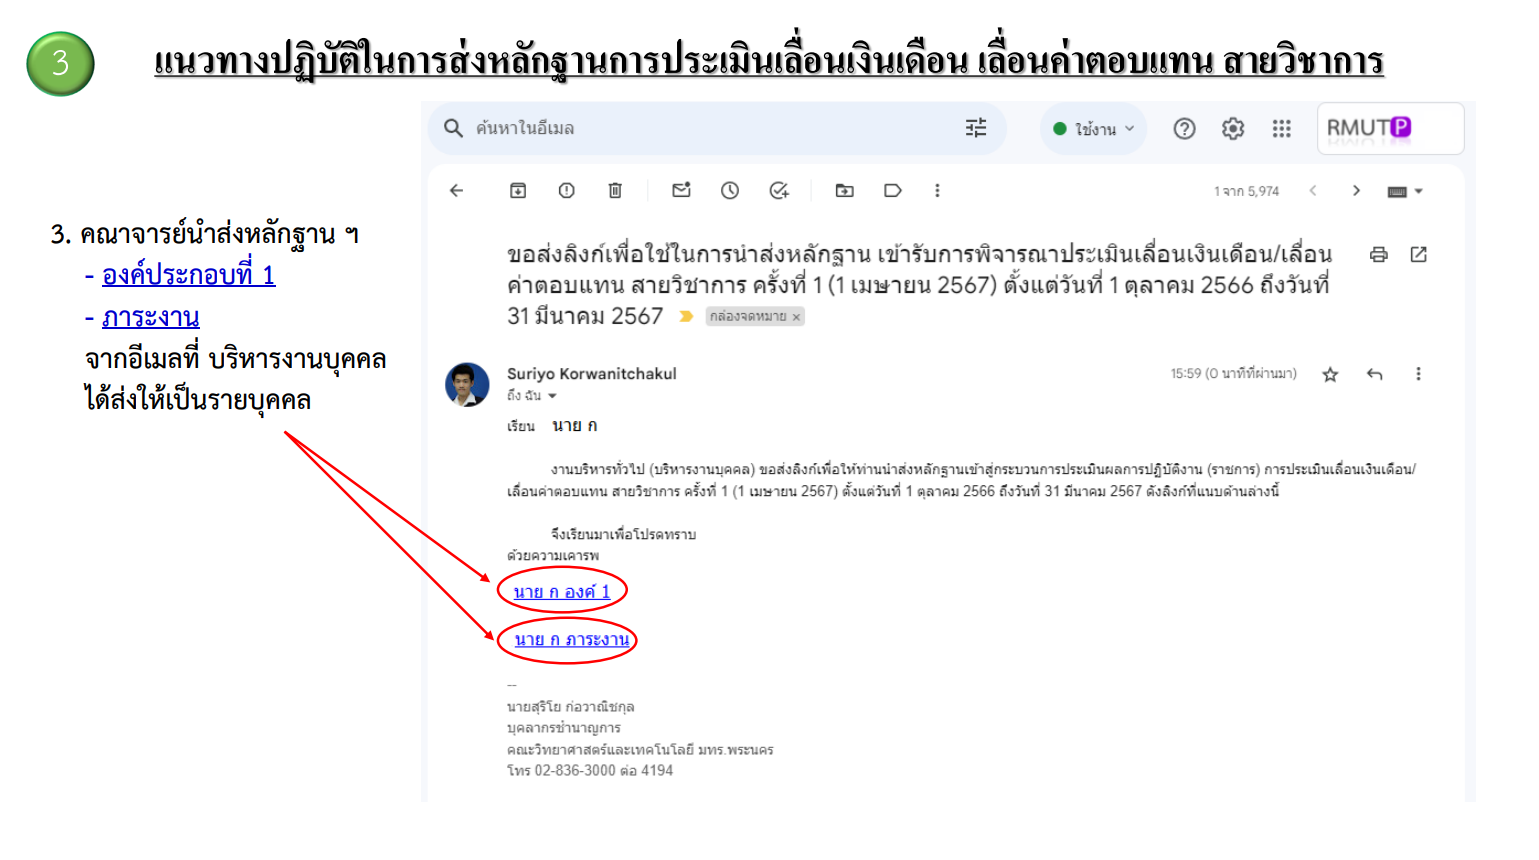 3
แนวทางปฏิบัติในการส่งหลักฐานการประเมินเลื่อนเงินเดือน เลื่อนค่าตอบแทน สายวิชาการ
3. คณาจารย์นำส่งหลักฐาน ฯ
- องค์ประกอบที่ 1
- ภาระงาน
จากอีเมลที่ บริหารงานบุคคล
ได้ส่งให้เป็นรายบุคคล
ค้นหาในอีเมล
ใช้งาน
RMUTP
1 จาก 5,974
ขอส่งลิงก์เพื่อใช้ในการนำส่งหลักฐาน เข้ารับการพิจารณาประเมินเลื่อนเงินเดือน/เลื่อน
ค่าตอบแทน สายวิชาการ ครั้งที่ 1 (1 เมษายน 2567) ตั้งแต่วันที่ 1 ตุลาคม 2566 ถึงวันที่
31 มีนาคม 2567 กล่องจดหมาย ×
Suriyo Korwanitchakul
15:59 (0 นาทีที่ผ่านมา)
ถึง ฉัน
เรียน นาย ก
งานบริหารทั่วไป (บริหารงานบุคคล) ขอส่งลิงก์เพื่อให้ท่านนำส่งหลักฐานเข้าสู่กระบวนการประเมินผลการปฏิบัติงาน (ราชการ) การประเมินเลื่อนเงินเดือน/
เลื่อนค่าตอบแทน สายวิชาการ ครั้งที่ 1 (1 เมษายน 2567) ตั้งแต่วันที่ 1 ตุลาคม 2566 ถึงวันที่ 31 มีนาคม 2567 ดังลิงก์ที่แนบด้านล่างนี้
จึงเรียนมาเพื่อโปรดทราบ
ด้วยความเคารพ
นาย ก องค์ 1
นาย ก ภาระงาน
--
นายสุริโย ก่อวาณิชกุล
บุคลากรชำนาญการ
คณะวิทยาศาสตร์และเทคโนโลยี มทร.พระนคร
โทร 02-836-3000 ต่อ 4194